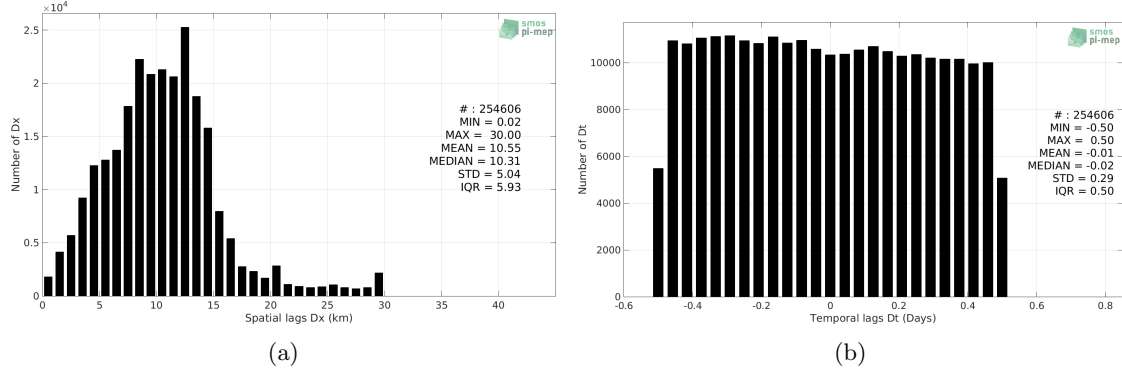 ×10⁴
2.5
2
1.5
1
0.5
0
0 5 10 15 20 25 30 35 40
Number of Dx
Spatial lags Dx (km)
smos
pi-mep
# : 254606
MIN = 0.02
MAX = 30.00
MEAN = 10.55
MEDIAN = 10.31
STD = 5.04
IQR = 5.93
(a)
10000
8000
6000
4000
2000
0
-0.6 -0.4 -0.2 0 0.2 0.4 0.6 0.8
Number of Dt
Temporal lags Dt (Days)
smos
pi-mep
# : 254606
MIN = -0.50
MAX = 0.50
MEAN = -0.01
MEDIAN = -0.02
STD = 0.29
IQR = 0.50
(b)